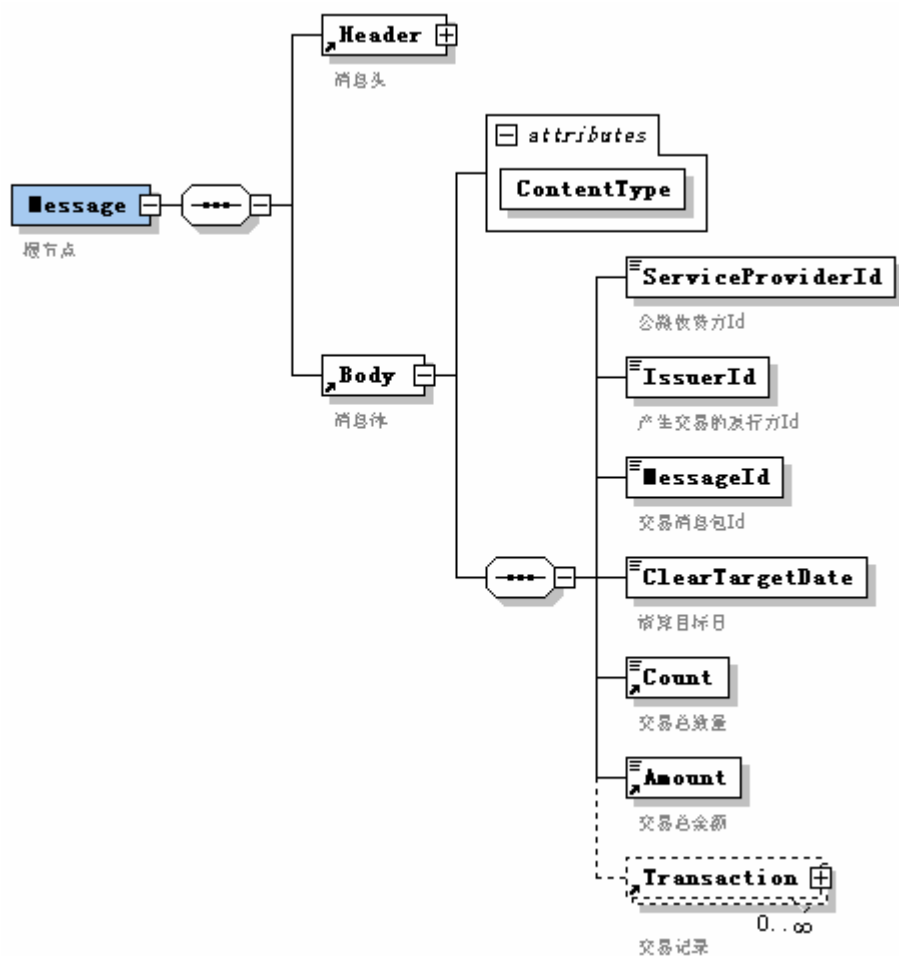 Header
消息头
attributes
ContentType
Message
根节点
ServiceProviderId
公路收费方Id
Body
消息体
IssuerId
产生交易的发行方Id
MessageId
交易消息包Id
ClearTargetDate
清算目标日
Count
交易总数量
Amount
交易总金额
Transaction
0..∞
交易记录